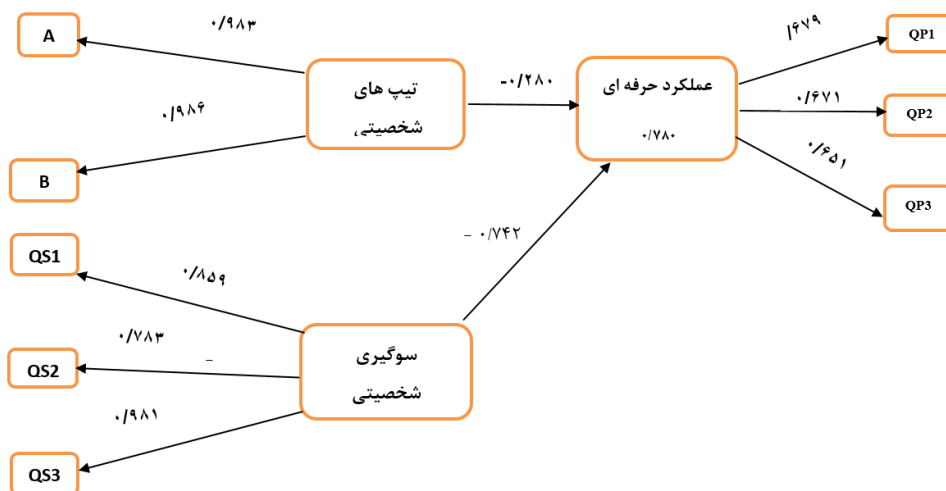 A
۰/۹۸۳
تیپ های
شخصیتی
-۰/۲۸۰
عملکرد حرفه ای
۰/۷۸۰
/۶۷۹
QP1
۰/۶۷۱
QP2
۰/۶۵۱
QP3
۰/۹۸۶
B
QS1
۰/۸۵۹
– ۰/۷۴۲
۰/۷۸۳
–
QS2
سوگیری
شخصیتی
۰/۹۸۱
QS3